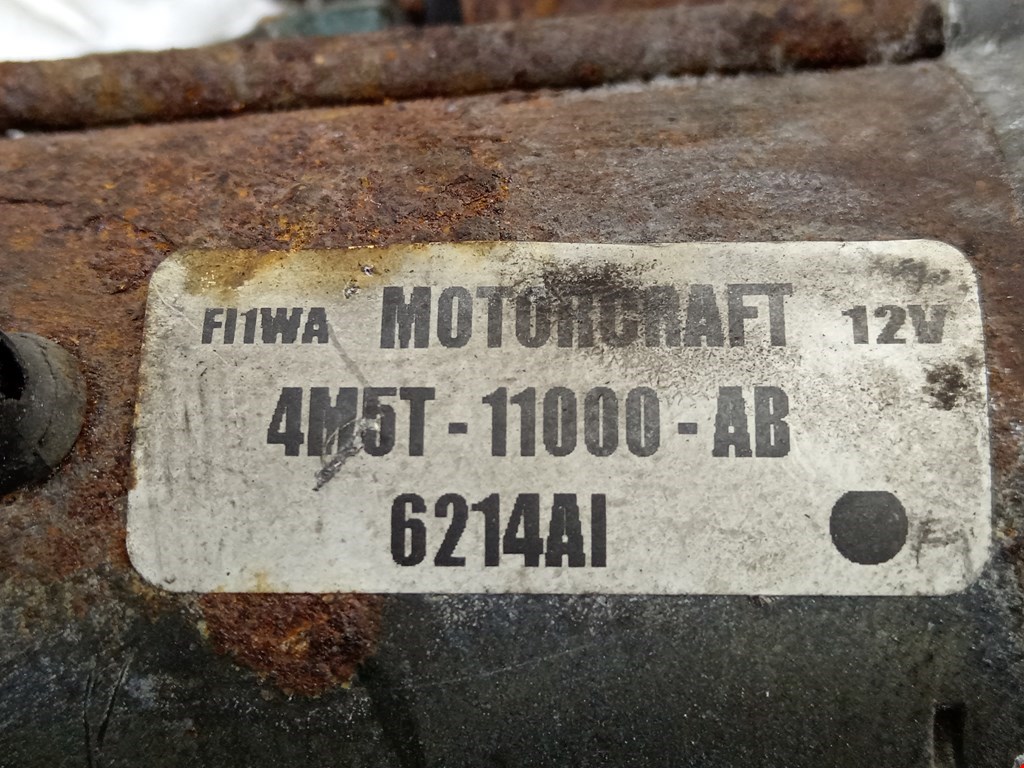 FI1WA MOTORCRAFT 12V
4M5T - 11000 - AB
6214AI